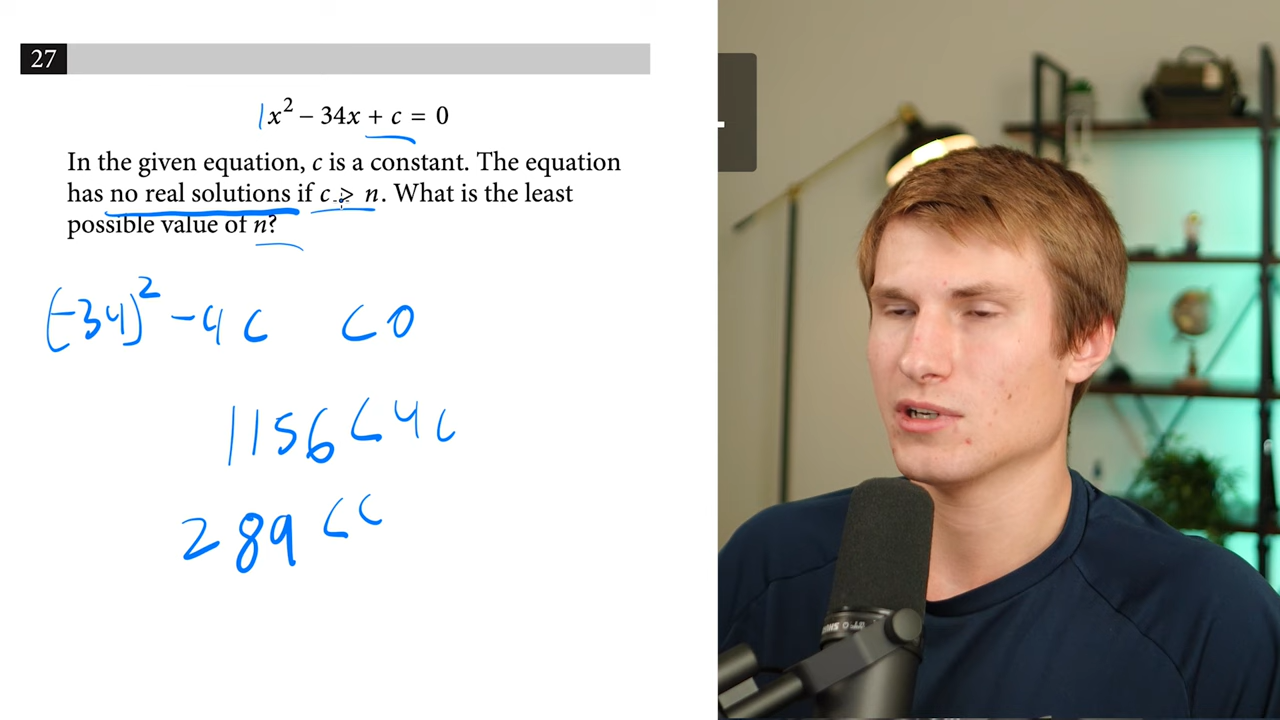 27
1x² − 34x + c = 0
In the given equation, c is a constant. The equation
has no real solutions if c > n. What is the least
possible value of n?
(-34)² - 4c < 0
1156 < 4c
289 < c